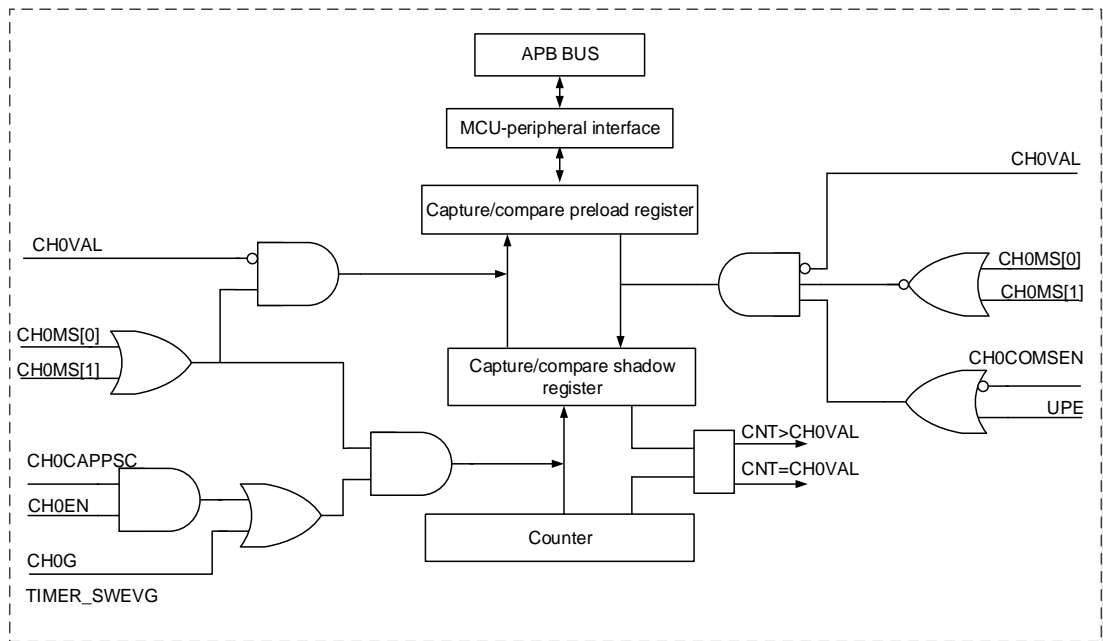 APB BUS
MCU-peripheral interface
CH0VAL
Capture/compare preload register
CH0VAL
CH0MS[0]
CH0MS[1]
CH0MS[0]
CH0MS[1]
Capture/compare shadow
register
CH0COMSEN
UPE
CNT>CH0VAL
CNT=CH0VAL
CH0CAPPSC
CH0EN
Counter
CH0G
TIMER_SWEVG